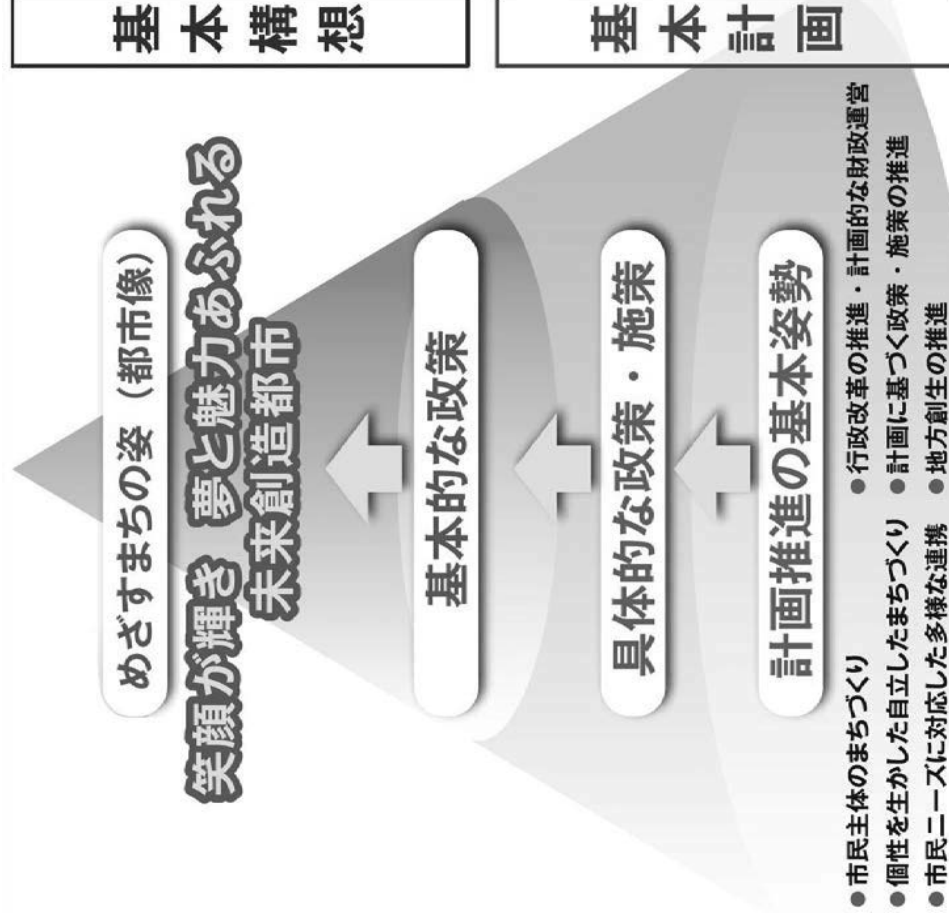 基本構想
めざすまちの姿（都市像）
笑顔が輝き　夢と魅力あふれる
未来創造都市
基本的な政策
基本計画
具体的な政策・施策
計画推進の基本姿勢
●市民主体のまちづくり
●個性を生かした自立したまちづくり
●市民ニーズに対応した多様な連携
●行政改革の推進・計画的な財政運営
●計画に基づく政策・施策の推進
●地方創生の推進